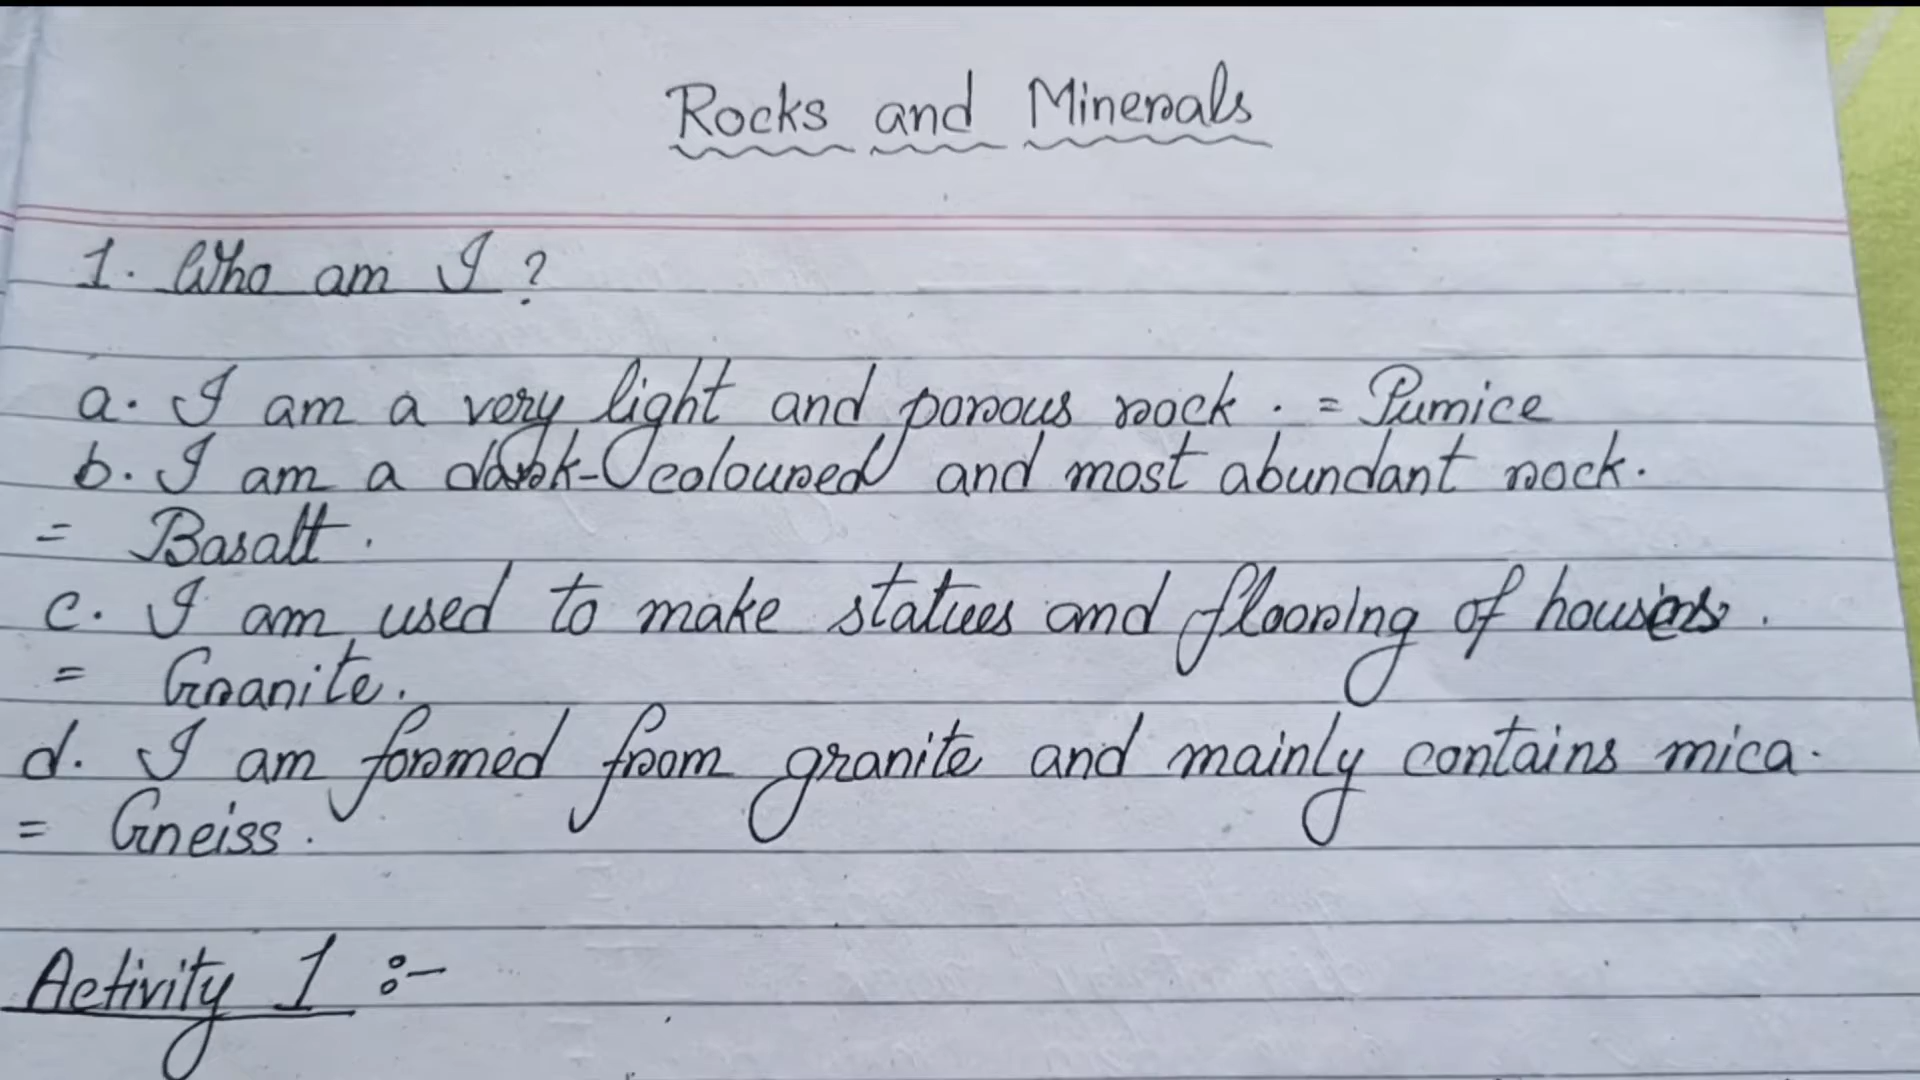 Rocks and Minerals
1. Who am I ?
a. I am a very light and porous rock . = Pumice
b. I am a dark-coloured and most abundant rock.
= Basalt .
c. I am used to make statues and flooring of
= Granite.
d. I am formed from granite and mainly contains mica.
= Gneiss .
Activity 1 :-